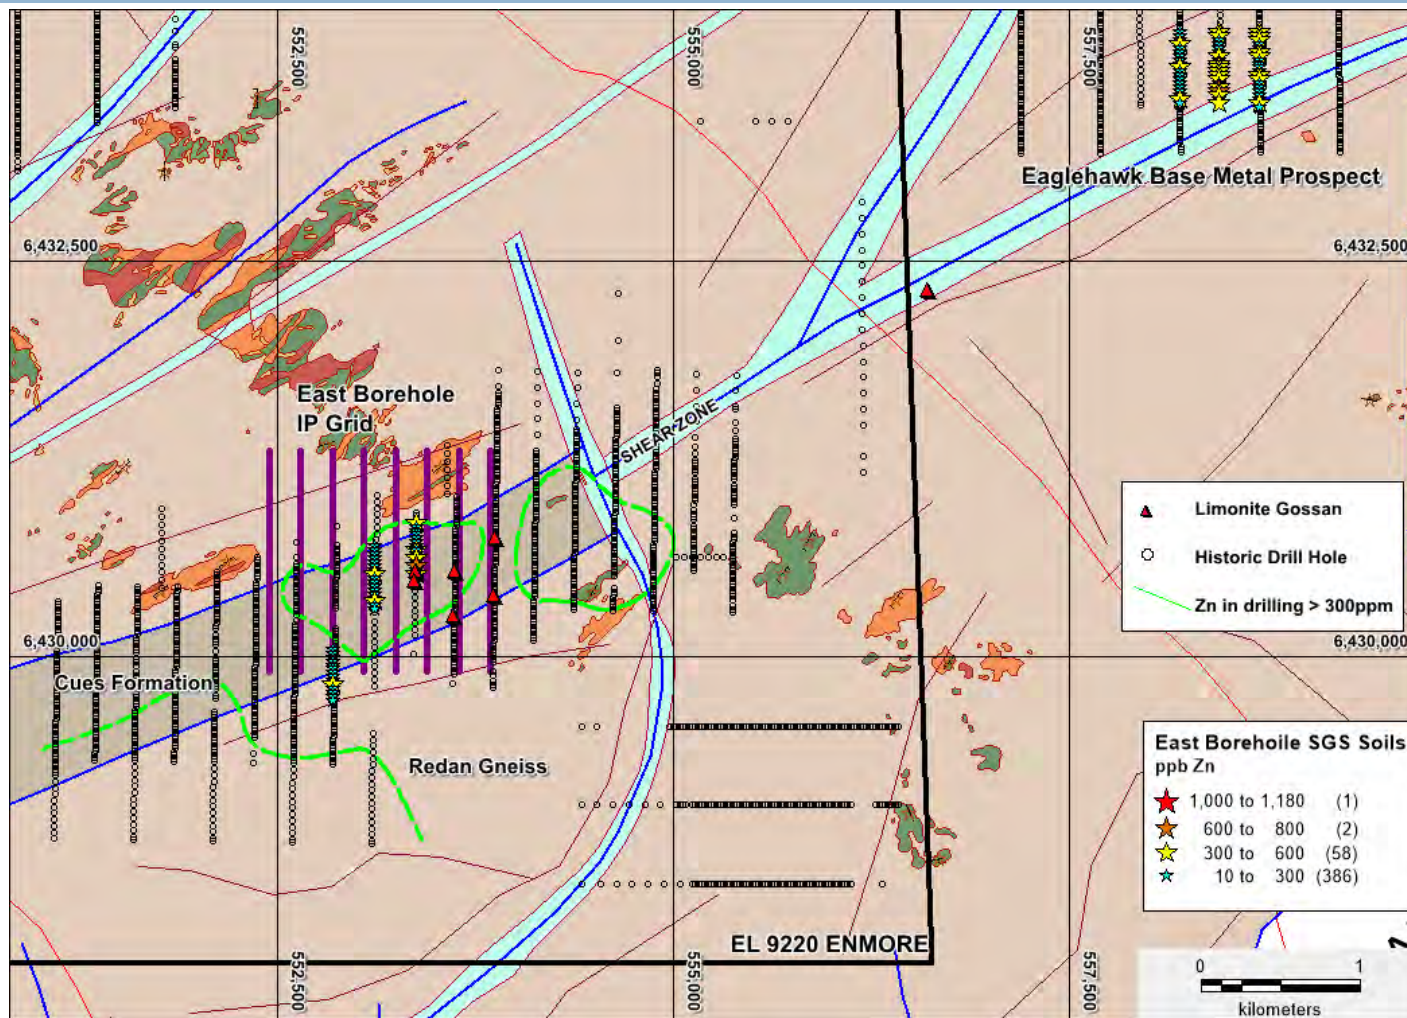 552,500
555,000
557,500
Eaglehawk Base Metal Prospect
6,432,500
6,432,500
East Borehole
IP Grid
SHEAR ZONE
Limonite Gossan
Historic Drill Hole
Zn in drilling > 300ppm
6,430,000
6,430,000
Cues Formation
Redan Gneiss
East Borehoile SGS Soils
ppb Zn
1,000 to 1,180 (1)
600 to 800 (2)
300 to 600 (58)
10 to 300 (386)
EL 9220 ENMORE
552,500
555,000
557,500
0 1
kilometers